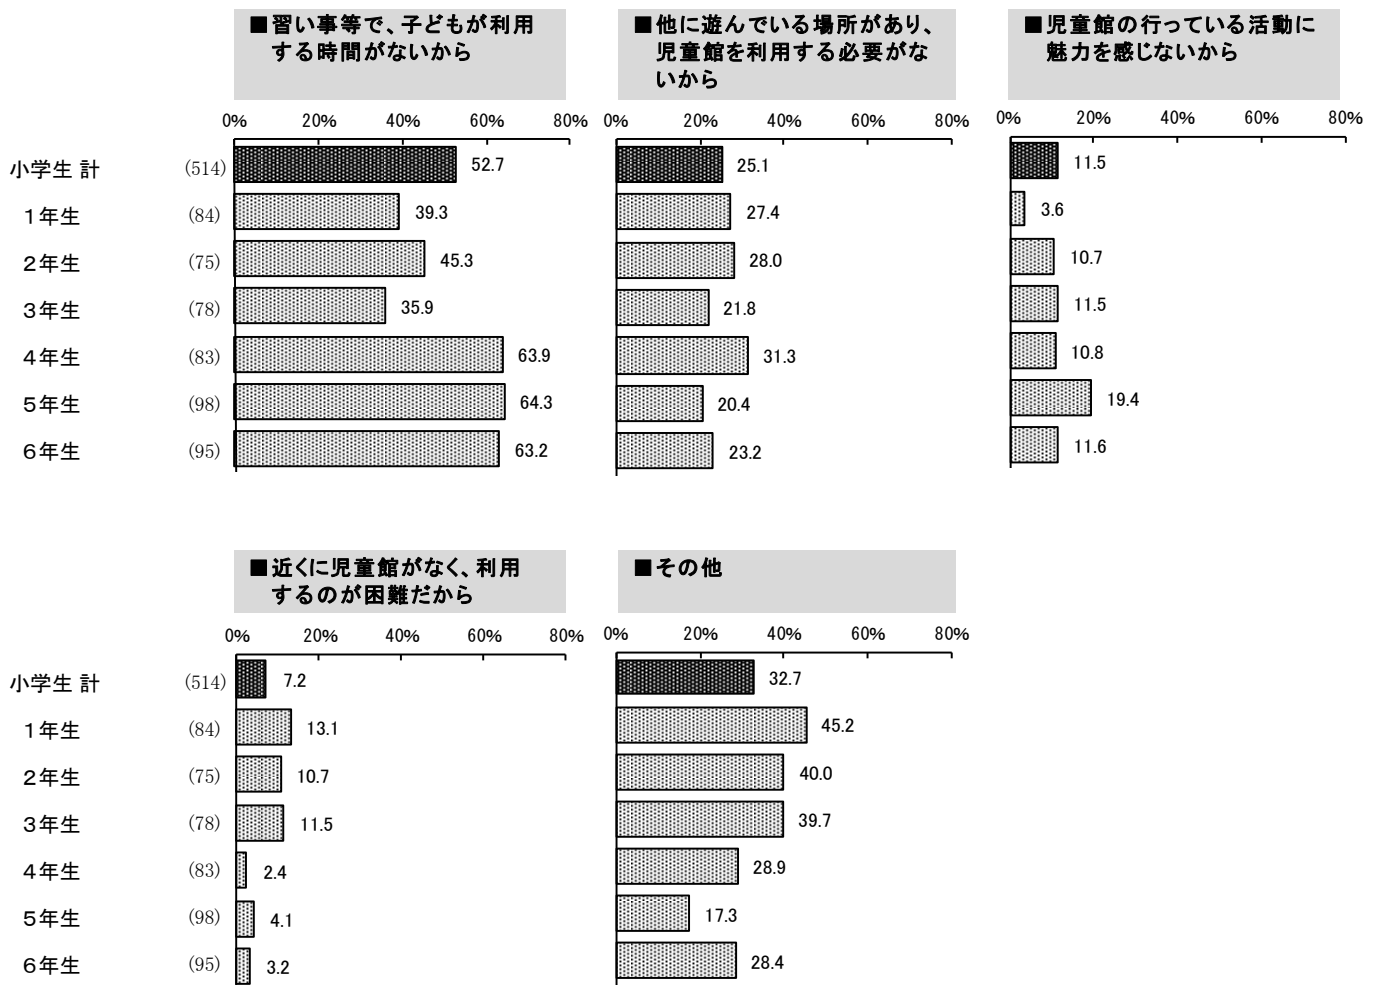 ■習い事等で、子どもが利用
する時間がないから
■他に遊んでいる場所があり、
児童館を利用する必要がな
いから
■児童館の行っている活動に
魅力を感じないから
0% 20% 40% 60% 80%
0% 20% 40% 60% 80%
0% 20% 40% 60% 80%
小学生 計 (514) 52.7 25.1 11.5
1年生 (84) 39.3 27.4 3.6
2年生 (75) 45.3 28.0 10.7
3年生 (78) 35.9 21.8 11.5
4年生 (83) 63.9 31.3 10.8
5年生 (98) 64.3 20.4 19.4
6年生 (95) 63.2 23.2 11.6
■近くに児童館がなく、利用
するのが困難だから
■その他
0% 20% 40% 60% 80%
0% 20% 40% 60% 80%
小学生 計 (514) 7.2 32.7
1年生 (84) 13.1 45.2
2年生 (75) 10.7 40.0
3年生 (78) 11.5 39.7
4年生 (83) 2.4 28.9
5年生 (98) 4.1 17.3
6年生 (95) 3.2 28.4